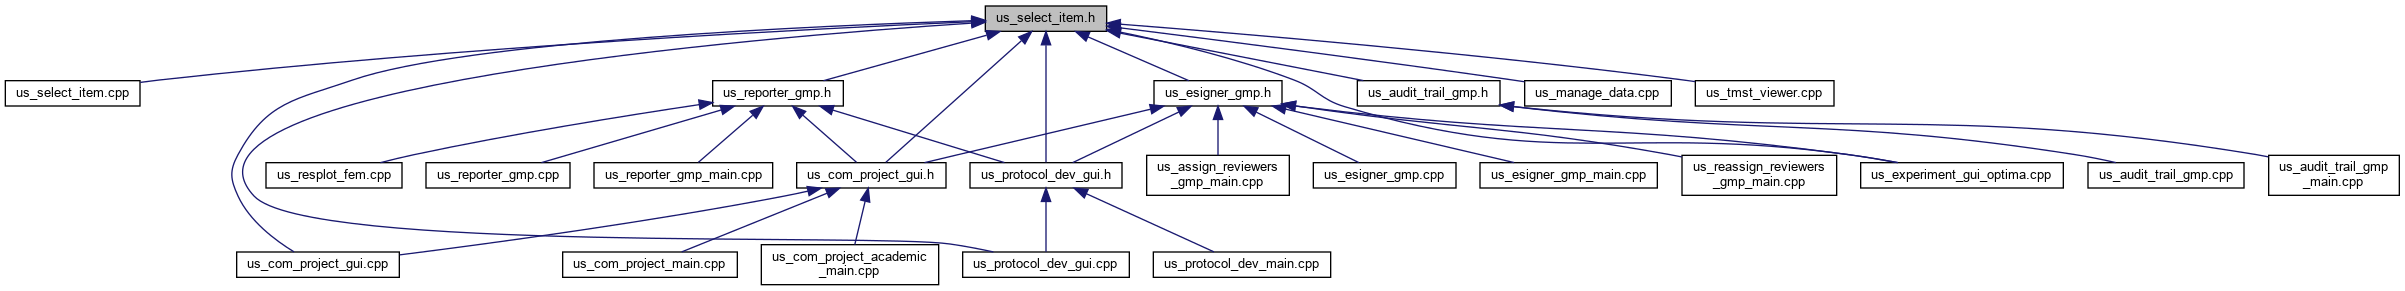 us_select_item.h
us_select_item.cpp
us_reporter_gmp.h
us_esigner_gmp.h
us_audit_trail_gmp.h
us_manage_data.cpp
us_tmst_viewer.cpp
us_resplot_fem.cpp
us_reporter_gmp.cpp
us_reporter_gmp_main.cpp
us_com_project_gui.h
us_protocol_dev_gui.h
us_assign_reviewers
_gmp_main.cpp
us_esigner_gmp.cpp
us_esigner_gmp_main.cpp
us_reassign_reviewers
_gmp_main.cpp
us_experiment_gui_optima.cpp
us_audit_trail_gmp.cpp
us_audit_trail_gmp
_main.cpp
us_com_project_gui.cpp
us_com_project_main.cpp
us_com_project_academic
_main.cpp
us_protocol_dev_gui.cpp
us_protocol_dev_main.cpp